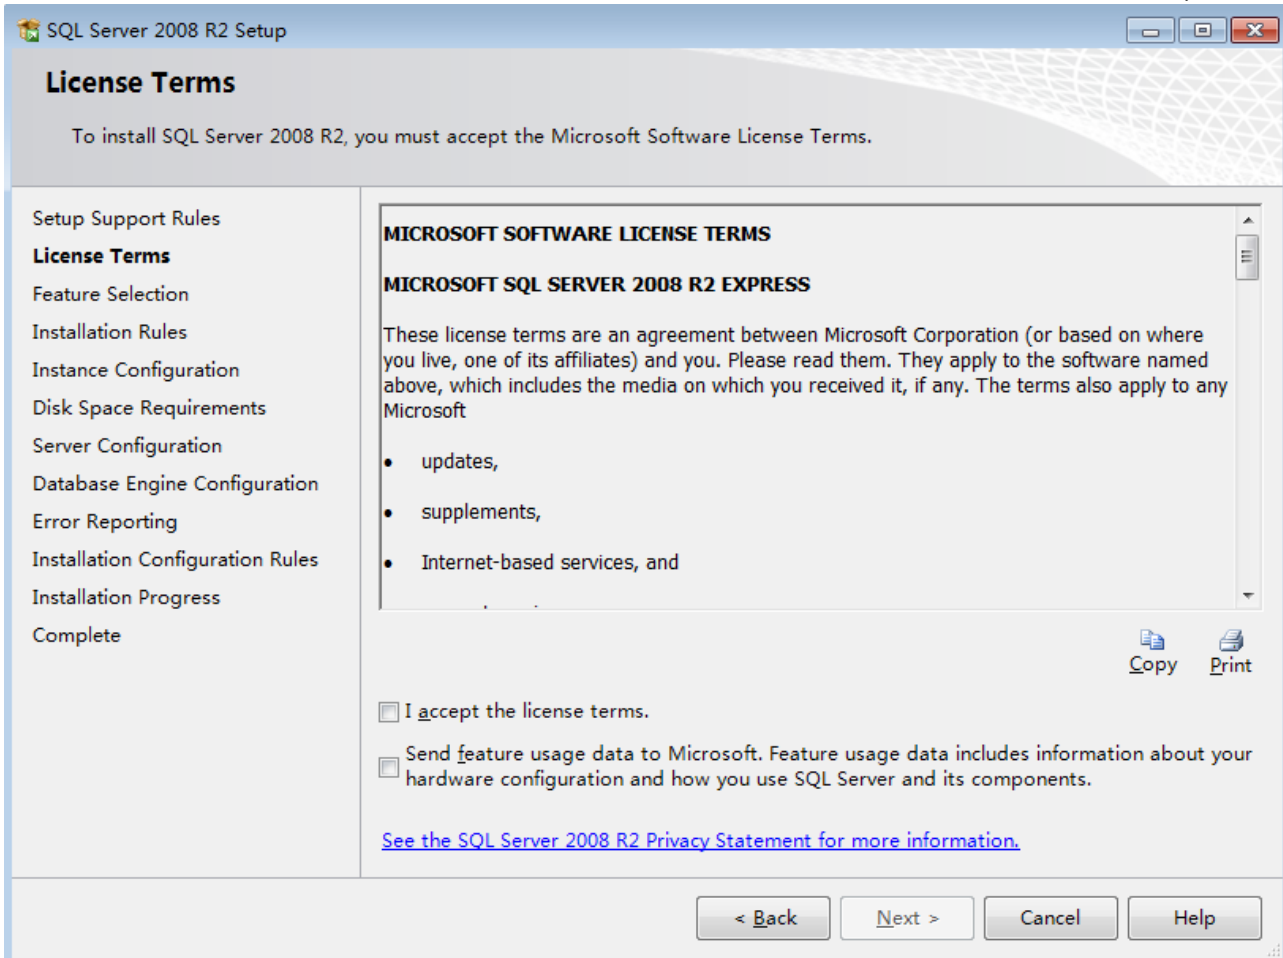 SQL Server 2008 R2 Setup
License Terms
To install SQL Server 2008 R2, you must accept the Microsoft Software License Terms.
Setup Support Rules
License Terms
Feature Selection
Installation Rules
Instance Configuration
Disk Space Requirements
Server Configuration
Database Engine Configuration
Error Reporting
Installation Configuration Rules
Installation Progress
Complete
MICROSOFT SOFTWARE LICENSE TERMS
MICROSOFT SQL SERVER 2008 R2 EXPRESS
These license terms are an agreement between Microsoft Corporation (or based on where
you live, one of its affiliates) and you. Please read them. They apply to the software named
above, which includes the media on which you received it, if any. The terms also apply to any
Microsoft
• updates,
• supplements,
• Internet-based services, and
Copy Print
I accept the license terms.
Send feature usage data to Microsoft. Feature usage data includes information about your
hardware configuration and how you use SQL Server and its components.
See the SQL Server 2008 R2 Privacy Statement for more information.
< Back Next > Cancel Help